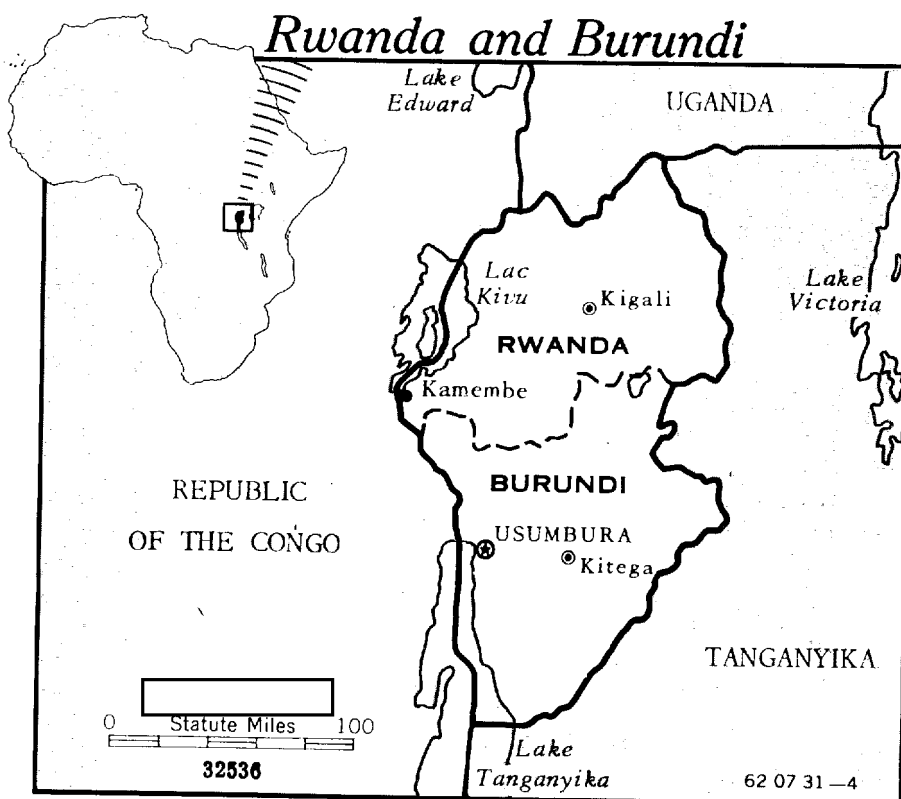 Rwanda and Burundi
Lake
Edward
UGANDA
Lac
Kivu
Kigali
Lake
Victoria
RWANDA
Kamembe
BURUNDI
REPUBLIC
OF THE CONGO
USUMBURA
Kitega
TANGANYIKA
0 Statute Miles 100
32536
Lake
Tanganyika
62 07 31—4